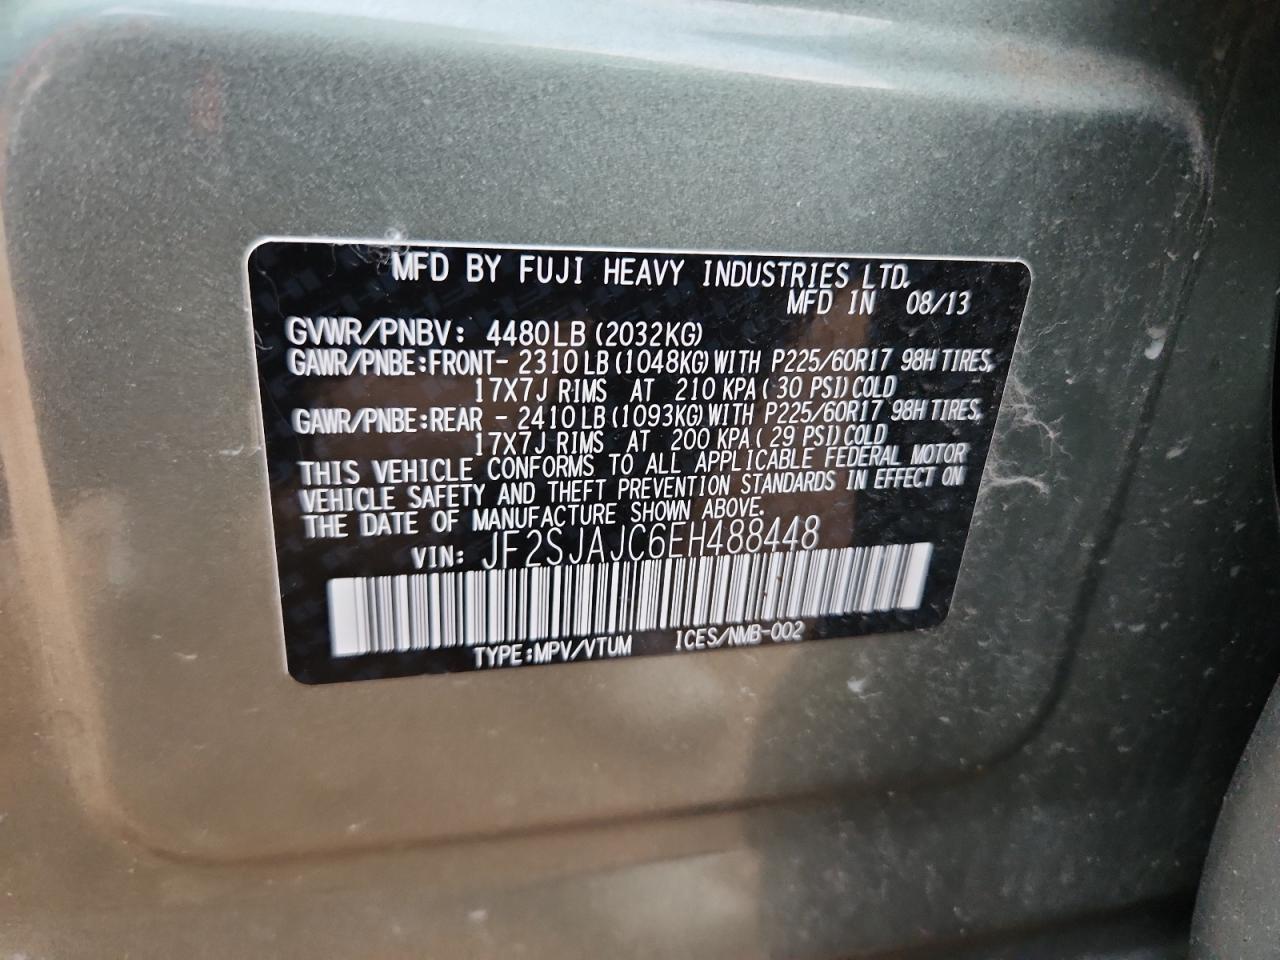 MFD BY FUJI HEAVY INDUSTRIES LTD.
MFD IN 08/13
GVWR/PNBV: 4480LB (2032KG)
GAWR/PNBE:FRONT- 2310 LB (1048KG) WITH P225/60R17 98H TIRES,
17X7J RIMS AT 210 KPA ( 30 PSI) COLD
GAWR/PNBE:REAR - 2410 LB (1093KG) WITH P225/60R17 98H TIRES,
17X7J RIMS AT 200 KPA ( 29 PSI) COLD
THIS VEHICLE CONFORMS TO ALL APPLICABLE FEDERAL MOTOR
VEHICLE SAFETY AND THEFT PREVENTION STANDARDS IN EFFECT ON
THE DATE OF MANUFACTURE SHOWN ABOVE.
VIN: JF2SJAJC6EH488448
TYPE:MPV/VTUM ICES/NMB-002